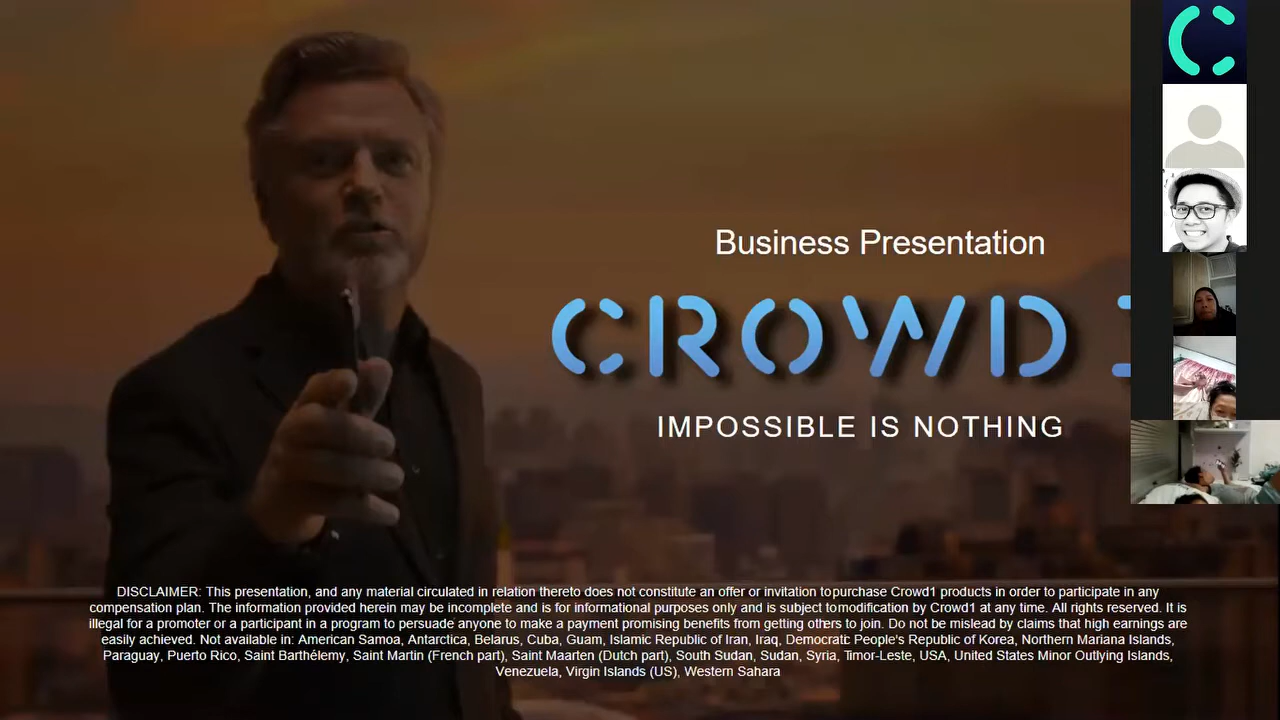 Business Presentation
CROWD
IMPOSSIBLE IS NOTHING
DISCLAIMER: This presentation, and any material circulated in relation thereto does not constitute an offer or invitation to purchase Crowd1 products in order to participate in any
compensation plan. The information provided herein may be incomplete and is for informational purposes only and is subject to modification by Crowd1 at any time. All rights reserved. It is
illegal for a promoter or a participant in a program to persuade anyone to make a payment promising benefits from getting others to join. Do not be mislead by claims that high earnings are
easily achieved. Not available in: American Samoa, Antarctica, Belarus, Cuba, Guam, Islamic Republic of Iran, Iraq, Democratic People's Republic of Korea, Northern Mariana Islands,
Paraguay, Puerto Rico, Saint Barthélemy, Saint Martin (French part), Saint Maarten (Dutch part), South Sudan, Sudan, Syria, Timor-Leste, USA, United States Minor Outlying Islands,
Venezuela, Virgin Islands (US), Western Sahara